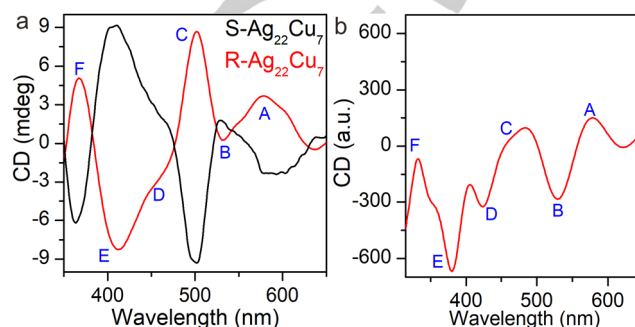 a
S-Ag22Cu7
R-Ag22Cu7
9
6
3
0
-3
-6
-9
CD (mdeg)
F
C
A
B
D
E
400
500
600
Wavelength (nm)
b
600
300
0
-300
-600
CD (a.u.)
A
C
F
D
B
E
400
500
600
Wavelength (nm)